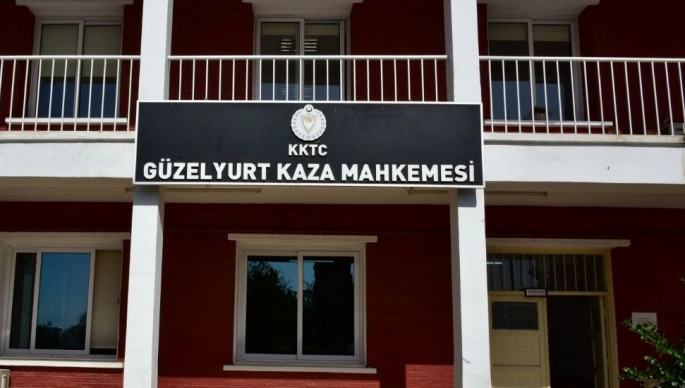 KKTC
GÜZELYURT KAZA MAHKEMESİ